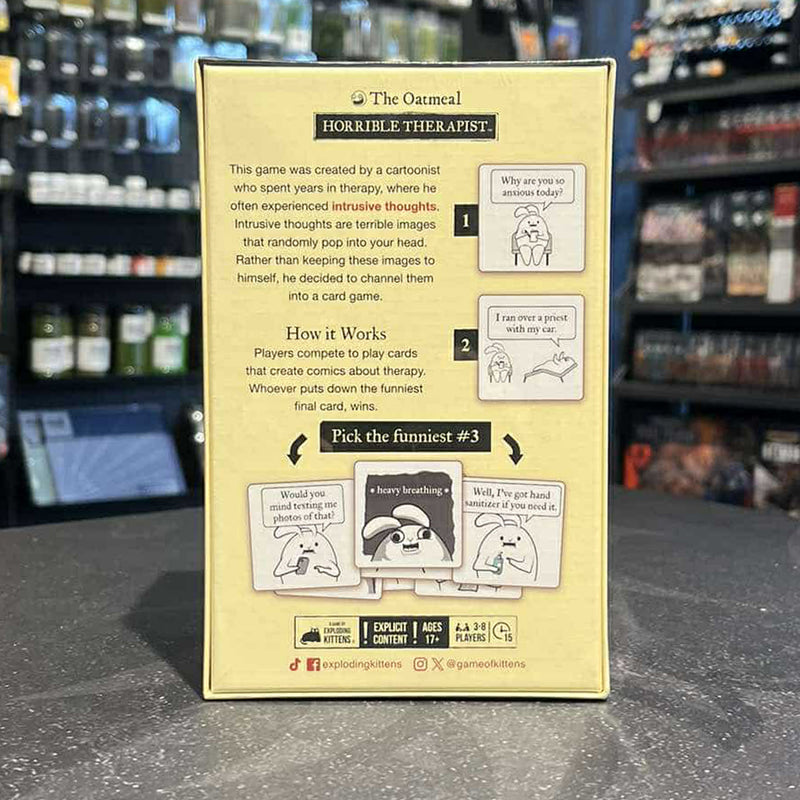 The Oatmeal
HORRIBLE THERAPIST™
This game was created by a cartoonist
who spent years in therapy, where he
often experienced intrusive thoughts.
Intrusive thoughts are terrible images
that randomly pop into your head.
Rather than keeping these images to
himself, he decided to channel them
into a card game.
How it Works
Players compete to play cards
that create comics about therapy.
Whoever puts down the funniest
final card, wins.
1
Why are you so
anxious today?
2
I ran over a priest
with my car.
Pick the funniest #3
Would you
mind texting me
photos of that?
* heavy breathing *
Well, I've got hand
sanitizer if you need it.
A GAME BY
EXPLODING
KITTENS
! EXPLICIT
CONTENT !
AGES
17+
3-8
PLAYERS
15
explodingkittens
@gameofkittens